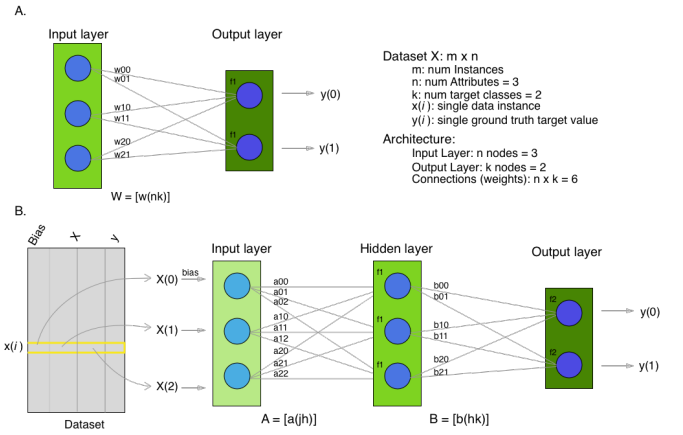 A.
Input layer
Output layer
w00
w01
w10
w11
w20
w21
f1
f1
y(0)
y(1)
W = [w(nk)]
Dataset X: m x n
m: num Instances
n: num Attributes = 3
k: num target classes = 2
x(i): single data instance
y(i): single ground truth target value
Architecture:
Input Layer: n nodes = 3
Output Layer: k nodes = 2
Connections (weights): n x k = 6
B.
Bias
X
y
x(i)
Dataset
X(0)
bias
X(1)
X(2)
Input layer
Hidden layer
Output layer
a00
a01
a02
a10
a11
a12
a20
a21
a22
f1
f1
f1
b00
b01
b10
b11
b20
b21
f2
f2
y(0)
y(1)
A = [a(jh)]
B = [b(hk)]